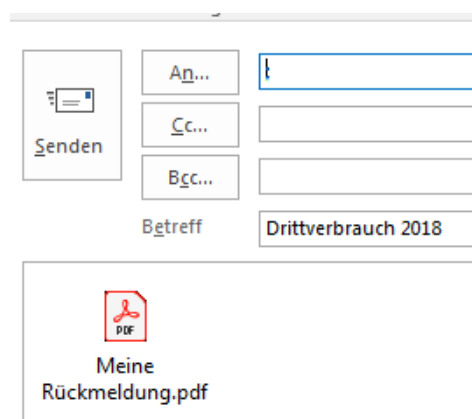 An...
Senden
Cc...
Bcc...
Betreff
Drittverbrauch 2018
PDF
Meine
Rückmeldung.pdf